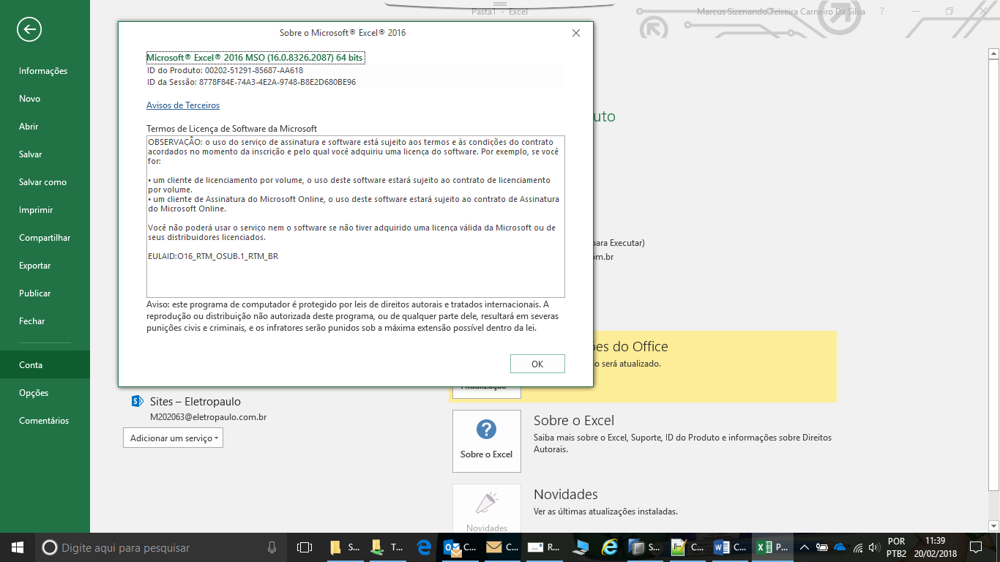 Pasta1 - Excel
Marcus Sizenando Teixeira Carneiro Da Silva
?
Informações
Novo
Abrir
Salvar
Salvar como
Imprimir
Compartilhar
Exportar
Publicar
Fechar
Conta
Opções
Comentários
Sobre o Microsoft® Excel® 2016
Microsoft® Excel® 2016 MSO (16.0.8326.2087) 64 bits
ID do Produto: 00202-51291-85687-AA618
ID da Sessão: 8778F84E-74A3-4E2A-9748-B8E2D680BE96
Avisos de Terceiros
Termos de Licença de Software da Microsoft
OBSERVAÇÃO: o uso do serviço de assinatura e software está sujeito aos termos e às condições do contrato
acordados no momento da inscrição e pelo qual você adquiriu uma licença do software. Por exemplo, se você
for:
• um cliente de licenciamento por volume, o uso deste software estará sujeito ao contrato de licenciamento
por volume.
• um cliente de Assinatura do Microsoft Online, o uso deste software estará sujeito ao contrato de Assinatura
do Microsoft Online.
Você não poderá usar o serviço nem o software se não tiver adquirido uma licença válida da Microsoft ou de
seus distribuidores licenciados.
EULAID:O16_RTM_OSUB.1_RTM_BR
Aviso: este programa de computador é protegido por leis de direitos autorais e tratados internacionais. A
reprodução ou distribuição não autorizada deste programa, ou de qualquer parte dele, resultará em severas
punições civis e criminais, e os infratores serão punidos sob a máxima extensão possível dentro da lei.
OK
uto
para Executar)
om.br
ões do Office
o será atualizado.
Atualização
Sites – Eletropaulo
M202063@eletropaulo.com.br
Adicionar um serviço
Sobre o Excel
Sobre o Excel
Saiba mais sobre o Excel, Suporte, ID do Produto e informações sobre Direitos
Autorais.
Novidades
Novidades
Ver as últimas atualizações instaladas.
Digite aqui para pesquisar
S...
T...
C...
C...
R...
S...
C...
C...
P...
POR
PTB2
11:39
20/02/2018